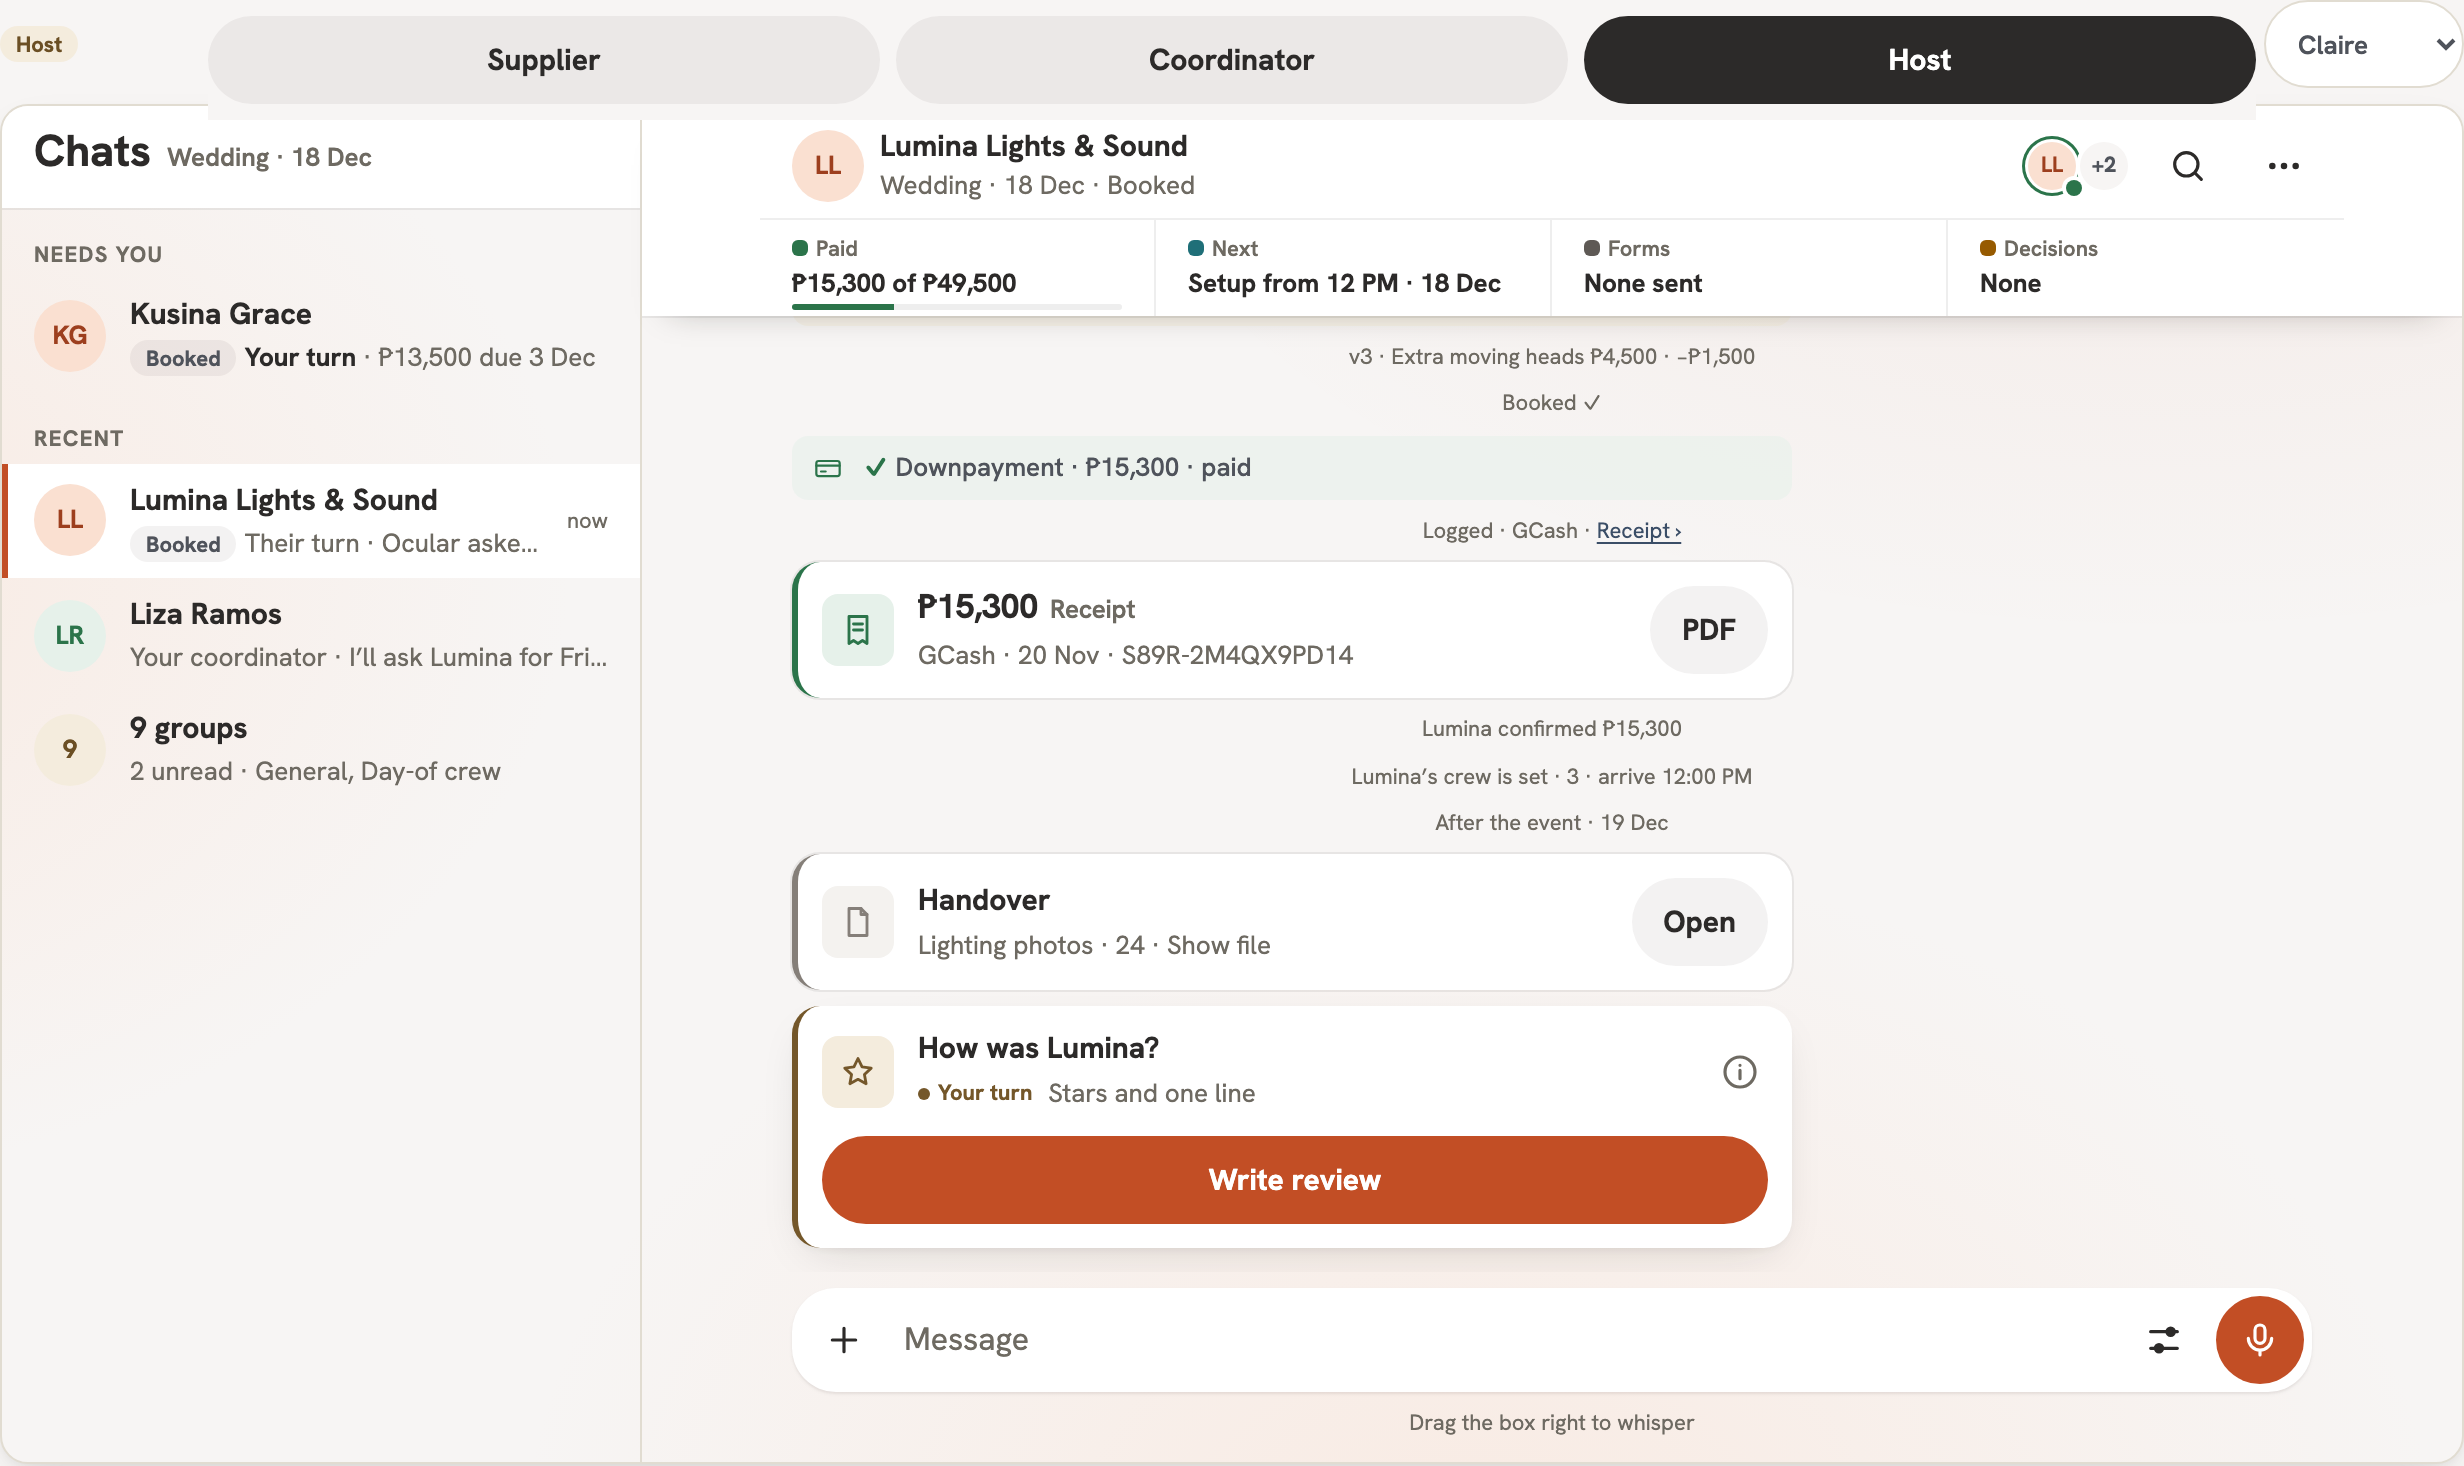 Host
Supplier
Coordinator
Host
Claire
Chats Wedding · 18 Dec
NEEDS YOU
KG
Kusina Grace
Booked Your turn · ₱13,500 due 3 Dec
RECENT
LL
Lumina Lights & Sound
Booked Their turn · Ocular aske...
now
LR
Liza Ramos
Your coordinator · I’ll ask Lumina for Fri...
9
9 groups
2 unread · General, Day-of crew
LL
Lumina Lights & Sound
Wedding · 18 Dec · Booked
LL
+2
Paid
₱15,300 of ₱49,500
Next
Setup from 12 PM · 18 Dec
Forms
None sent
Decisions
None
v3 · Extra moving heads ₱4,500 · −₱1,500
Booked ✓
✓ Downpayment · ₱15,300 · paid
Logged · GCash · Receipt ›
₱15,300 Receipt
GCash · 20 Nov · S89R-2M4QX9PD14
PDF
Lumina confirmed ₱15,300
Lumina’s crew is set · 3 · arrive 12:00 PM
After the event · 19 Dec
Handover
Lighting photos · 24 · Show file
Open
How was Lumina?
Your turn Stars and one line
Write review
Message
Drag the box right to whisper